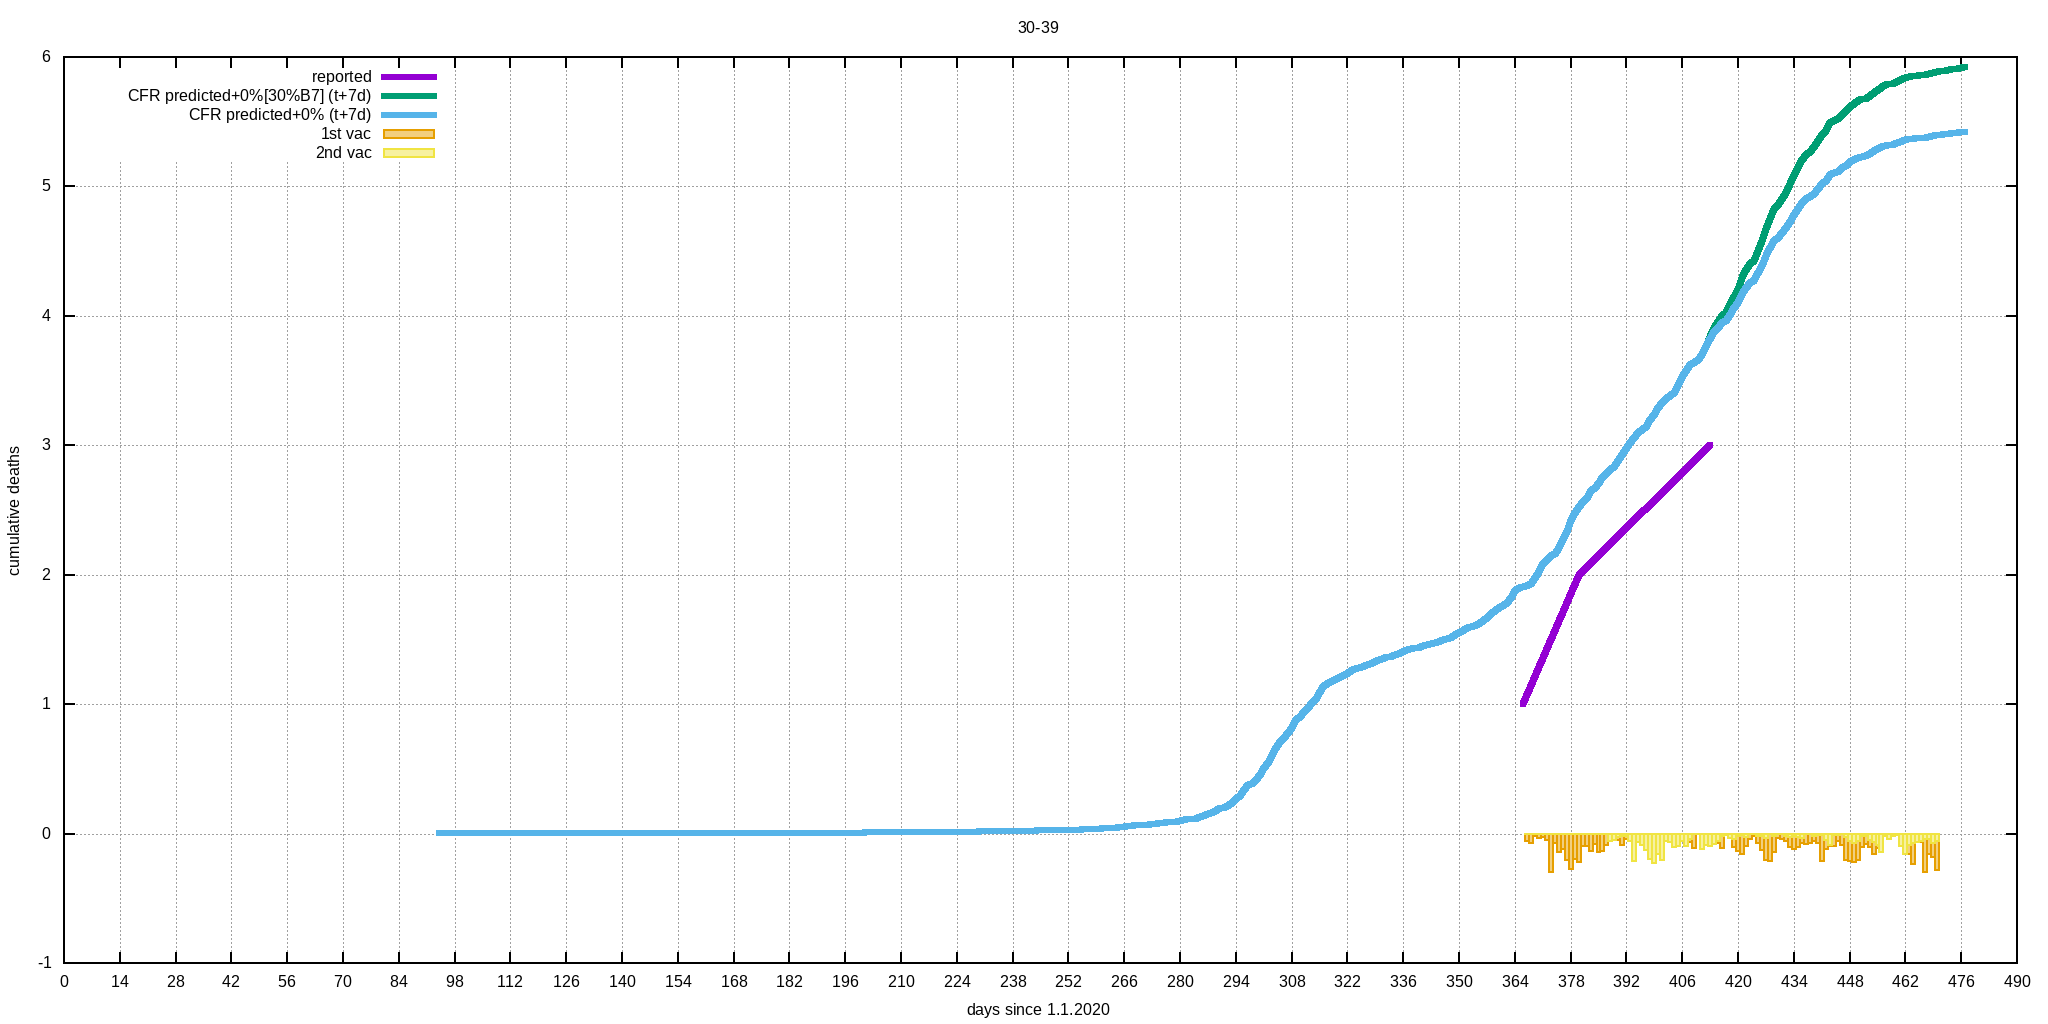 30-39
reported
CFR predicted+0%[30%B7] (t+7d)
CFR predicted+0% (t+7d)
1st vac
2nd vac
cumulative deaths
6
5
4
3
2
1
0
-1
0 14 28 42 56 70 84 98 112 126 140 154 168 182 196 210 224 238 252 266 280 294 308 322 336 350 364 378 392 406 420 434 448 462 476 490
days since 1.1.2020